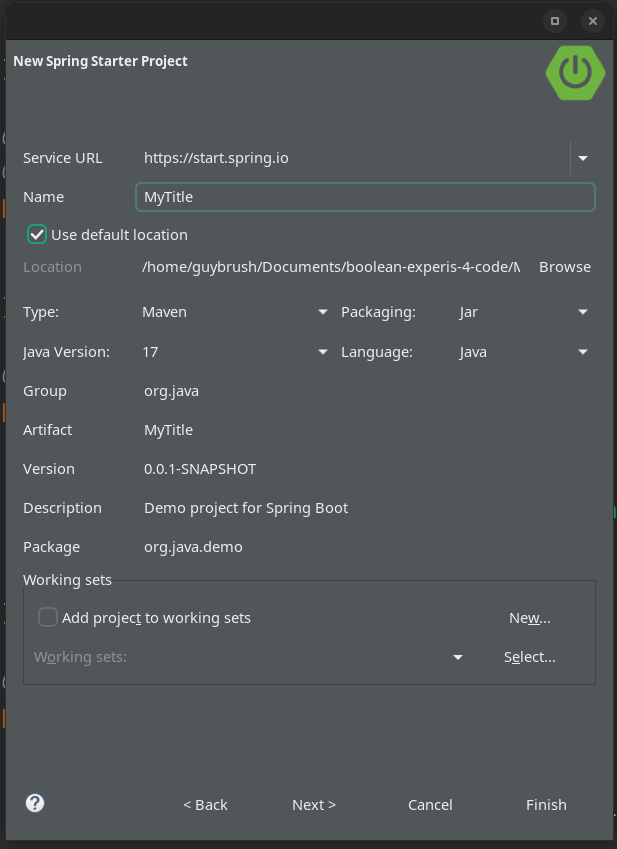 New Spring Starter Project
Service URL https://start.spring.io
Name MyTitle
Use default location
Location /home/guybrush/Documents/boolean-experis-4-code/M Browse
Type: Maven Packaging: Jar
Java Version: 17 Language: Java
Group org.java
Artifact MyTitle
Version 0.0.1-SNAPSHOT
Description Demo project for Spring Boot
Package org.java.demo
Working sets
Add project to working sets New...
Working sets: Select...
? < Back Next > Cancel Finish